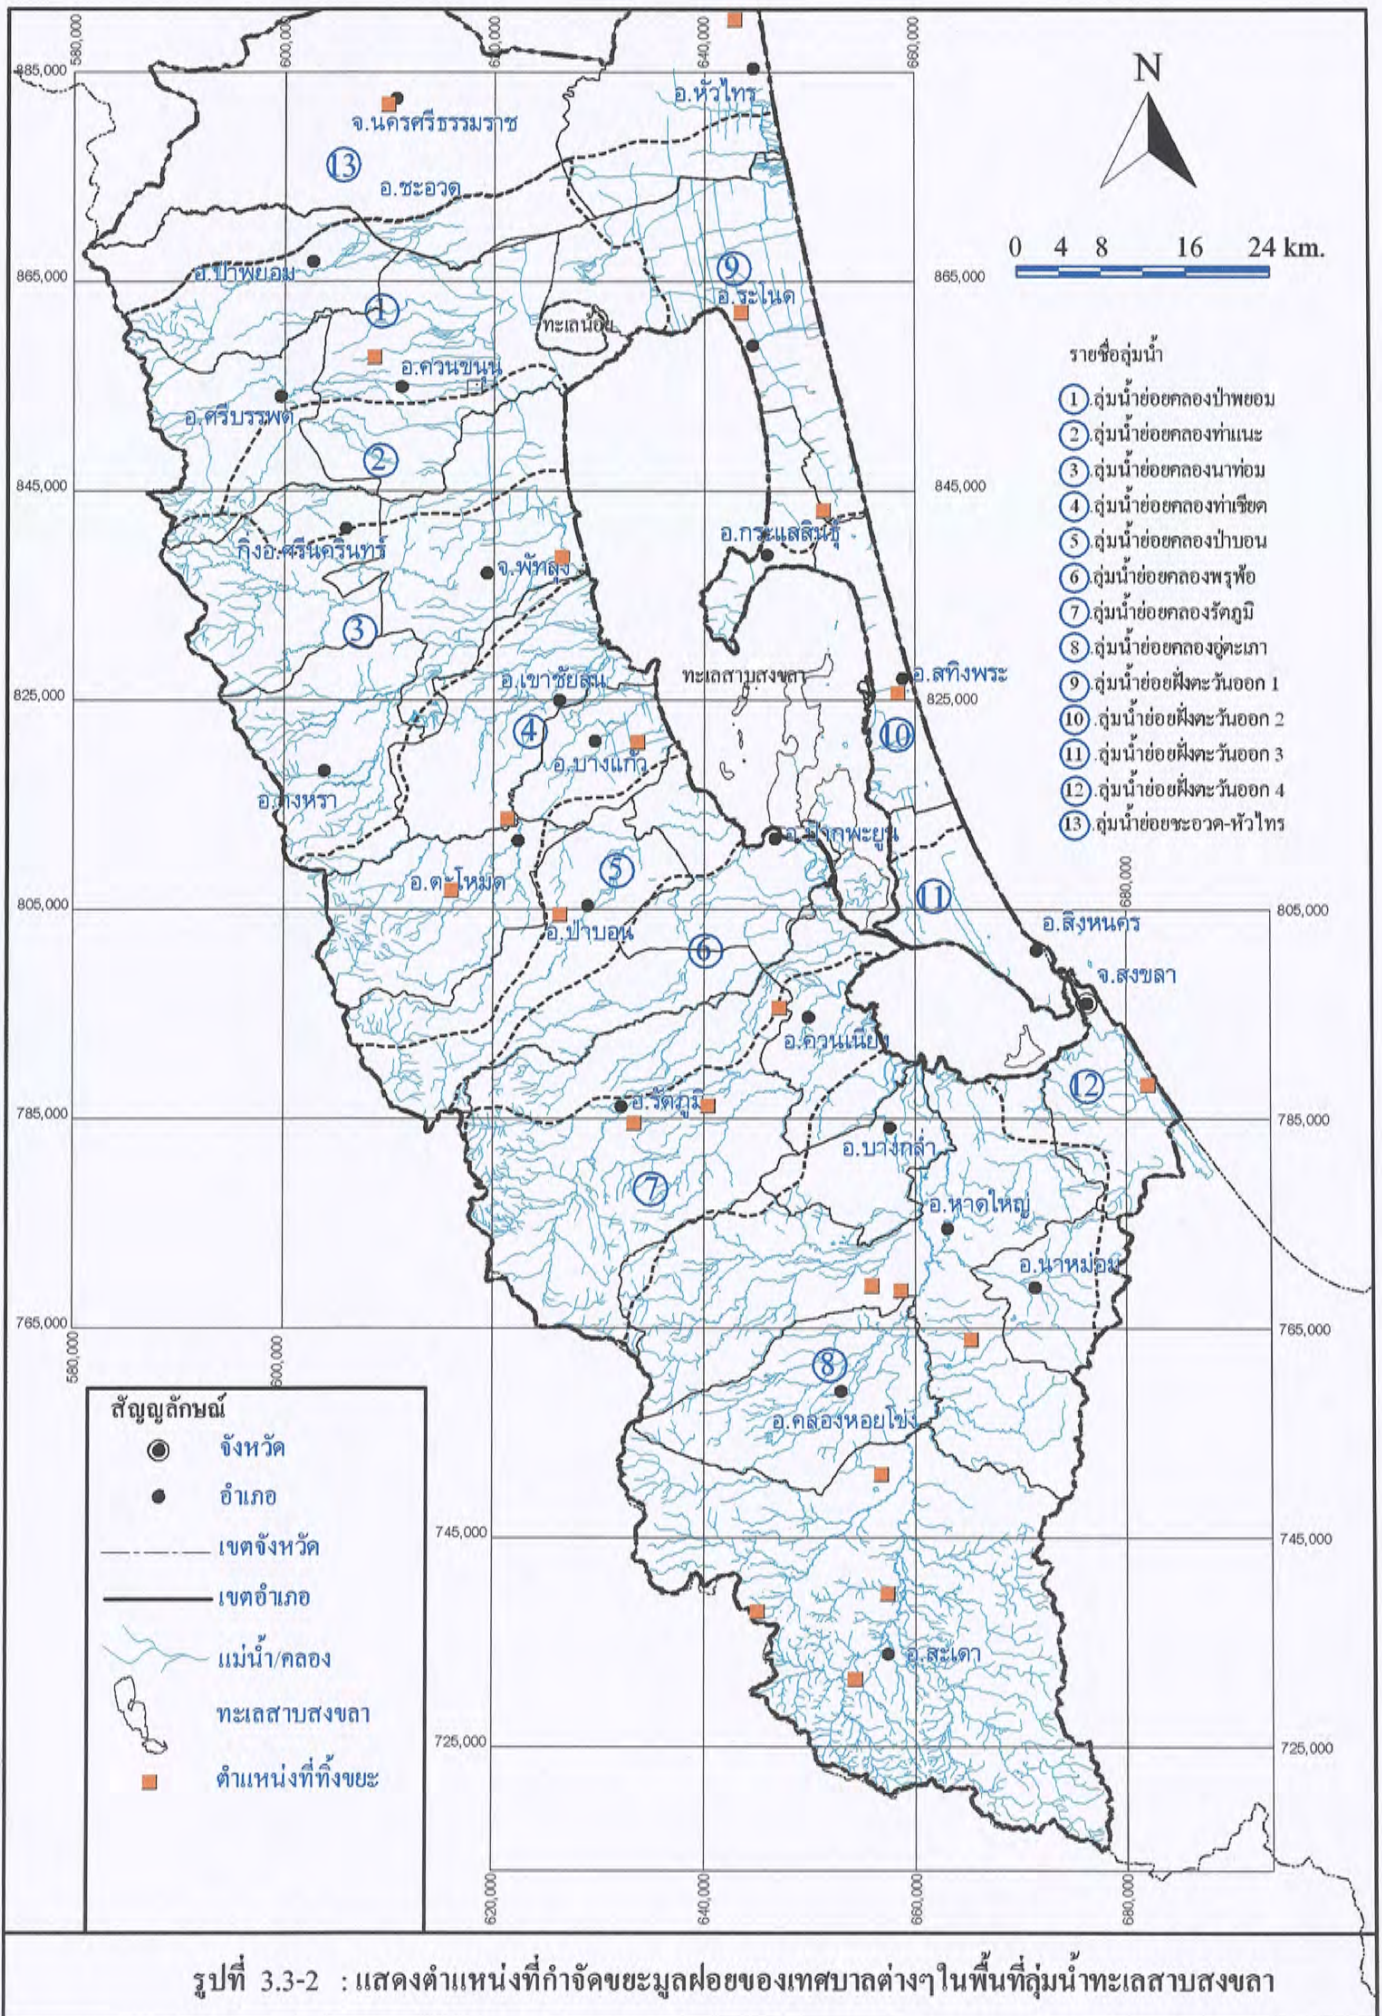 580,000
600,000
620,000
640,000
660,000
885,000
885,000
N
อ.หัวไทร
จ.นครศรีธรรมราช
13
อ.ชะอวด
0 4 8 16 24 km.
อ.ป่าพยอม
865,000
865,000
9
อ.ระโนด
1
ทะเลน้อย
อ.ควนขนุน
อ.ศรีบรรพต
2
รายชื่อลุ่มน้ำ
1 .ลุ่มน้ำย่อยคลองป่าพยอม
2 .ลุ่มน้ำย่อยคลองท่าแนะ
3 .ลุ่มน้ำย่อยคลองนาท่อม
4 .ลุ่มน้ำย่อยคลองท่าเชียด
5 .ลุ่มน้ำย่อยคลองป่าบอน
6 .ลุ่มน้ำย่อยคลองพรุพ้อ
7 .ลุ่มน้ำย่อยคลองรัตภูมิ
8 .ลุ่มน้ำย่อยคลองอู่ตะเภา
9 .ลุ่มน้ำย่อยฝั่งตะวันออก 1
10 .ลุ่มน้ำย่อยฝั่งตะวันออก 2
11 .ลุ่มน้ำย่อยฝั่งตะวันออก 3
12 .ลุ่มน้ำย่อยฝั่งตะวันออก 4
13 .ลุ่มน้ำย่อยชะอวด-หัวไทร
845,000
845,000
อ.กระแสสินธุ์
กิ่งอ.ศรีนครินทร์
จ.พัทลุง
3
ทะเลสาบสงขลา
อ.สทิงพระ
อ.เขาชัยสน
825,000
825,000
4
10
อ.บางแก้ว
อ.กงหรา
อ.ปากพะยูน
5
อ.ตะโหมด
11
680,000
805,000
805,000
อ.ป่าบอน
6
อ.สิงหนคร
จ.สงขลา
อ.ควนเนียง
12
อ.รัตภูมิ
785,000
785,000
อ.บางกล่ำ
7
อ.หาดใหญ่
อ.นาหม่อม
765,000
765,000
580,000
600,000
8
อ.คลองหอยโข่ง
สัญญลักษณ์
จังหวัด
อำเภอ
เขตจังหวัด
เขตอำเภอ
แม่น้ำ/คลอง
ทะเลสาบสงขลา
ตำแหน่งที่ทิ้งขยะ
745,000
745,000
อ.สะเดา
725,000
725,000
620,000
640,000
660,000
680,000
รูปที่ 3.3-2 : แสดงตำแหน่งที่กำจัดขยะมูลฝอยของเทศบาลต่างๆในพื้นที่ลุ่มน้ำทะเลสาบสงขลา